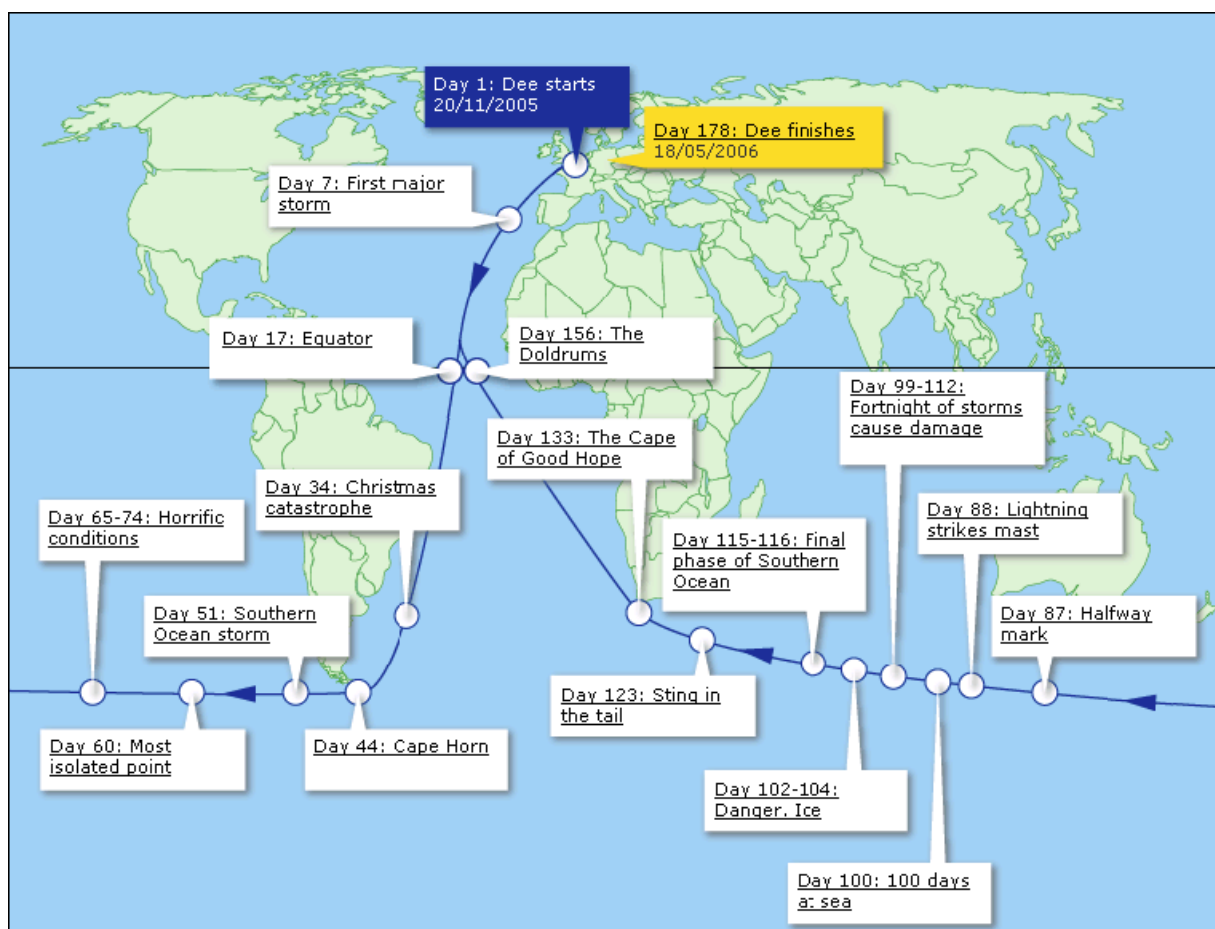 Day 1: Dee starts
20/11/2005
Day 178: Dee finishes
18/05/2006
Day 7: First major
storm
Day 17: Equator
Day 156: The
Doldrums
Day 99-112:
Fortnight of storms
cause damage
Day 133: The Cape
of Good Hope
Day 34: Christmas
catastrophe
Day 65-74: Horrific
conditions
Day 88: Lightning
strikes mast
Day 115-116: Final
phase of Southern
Ocean
Day 51: Southern
Ocean storm
Day 87: Halfway
mark
Day 123: Sting in
the tail
Day 60: Most
isolated point
Day 44: Cape Horn
Day 102-104:
Danger. Ice
Day 100: 100 days
at sea